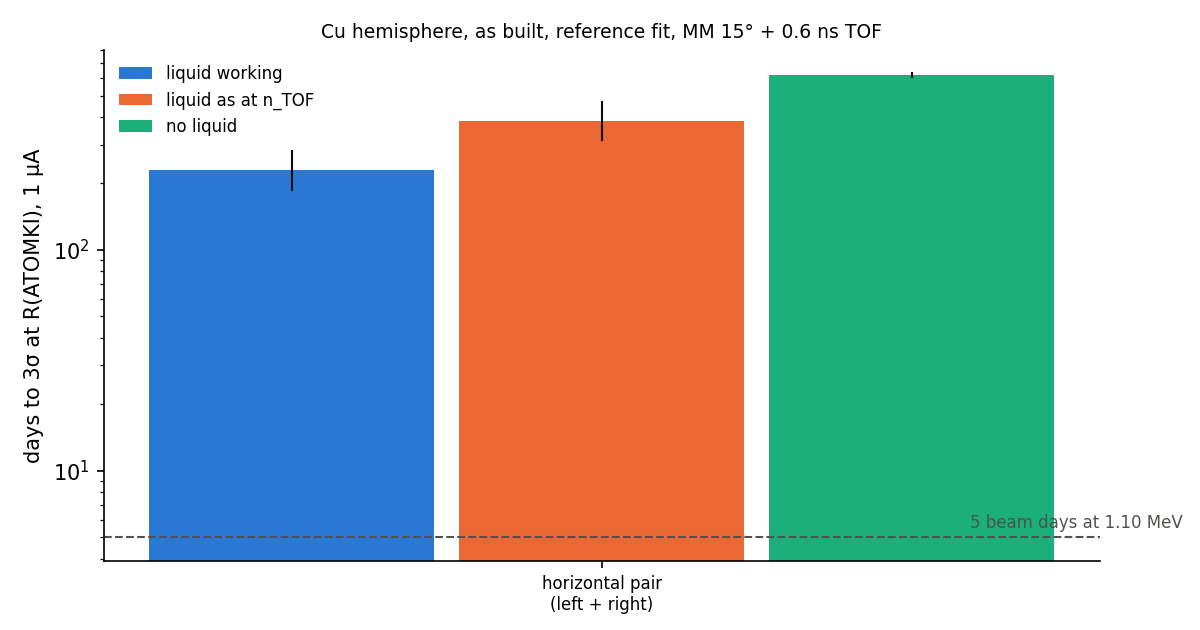 Cu hemisphere, as built, reference fit, MM 15° + 0.6 ns TOF
liquid working
liquid as at n_TOF
no liquid
days to 3σ at R(ATOMKI), 1 μA
10²
10¹
5 beam days at 1.10 MeV
horizontal pair
(left + right)